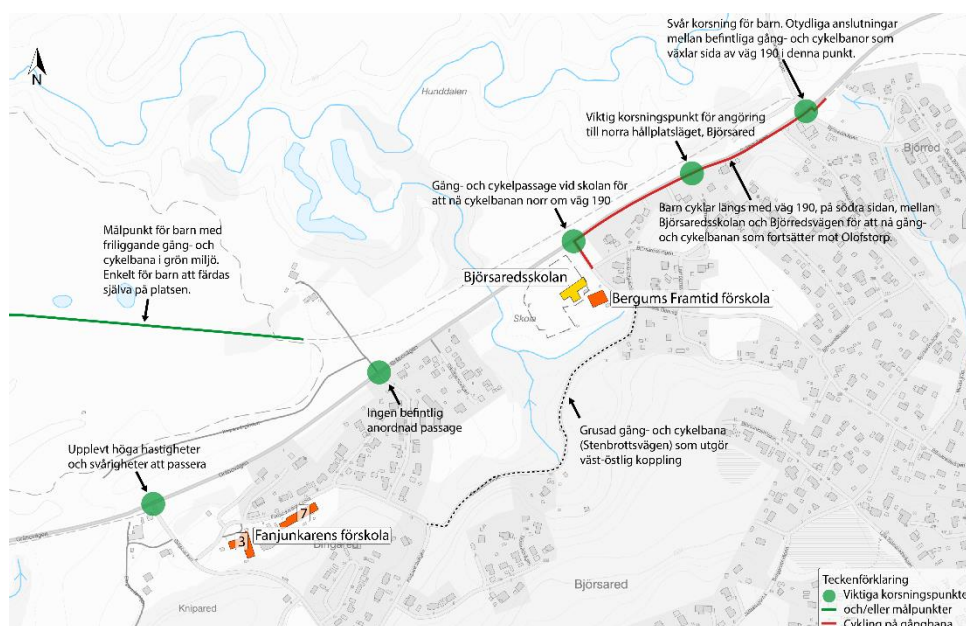 Svår korsning för barn. Otydliga anslutningar
mellan befintliga gång- och cykelbanor som
växlar sida av väg 190 i denna punkt.
N
Hunddalen
Viktig korsningspunkt för angöring
till norra hållplatsläget, Björsared
Björröd
Gång- och cykelpassage vid skolan för
att nå cykelbanan norr om väg 190
Barn cyklar längs med väg 190, på södra sidan, mellan
Björsaredsskolan och Björredsvägen för att nå gång-
och cykelbanan som fortsätter mot Olofstorp.
Målpunkt för barn med
friliggande gång- och
cykelbana i grön miljö.
Enkelt för barn att färdas
själva på platsen.
Björsaredsskolan
Bergums Framtid förskola
Skola
Ingen befintlig
anordnad passage
Grusad gång- och cykelbana
(Stenbrottsvägen) som utgör
väst-östlig koppling
Upplevt höga hastigheter
och svårigheter att passera
7
3
Fanjunkarens förskola
Bingared
Björsared
Knipared
Teckenförklaring
Viktiga korsningspunkter
och/eller målpunkter
Cykling på gångbana